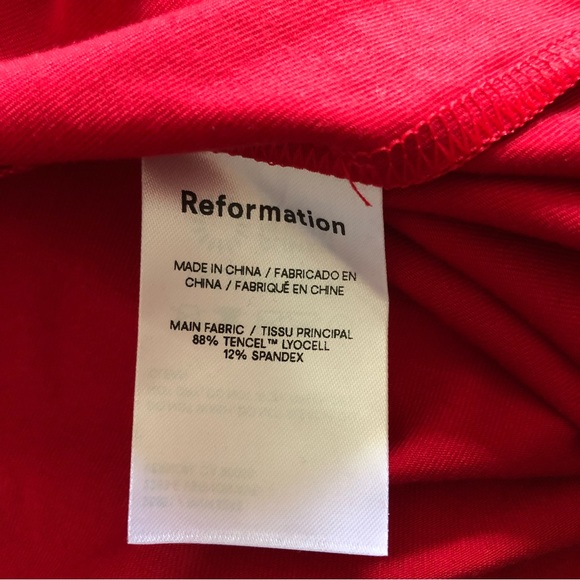 Reformation
MADE IN CHINA / FABRICADO EN
CHINA / FABRIQUÉ EN CHINE
MAIN FABRIC / TISSU PRINCIPAL
88% TENCEL™ LYOCELL
12% SPANDEX